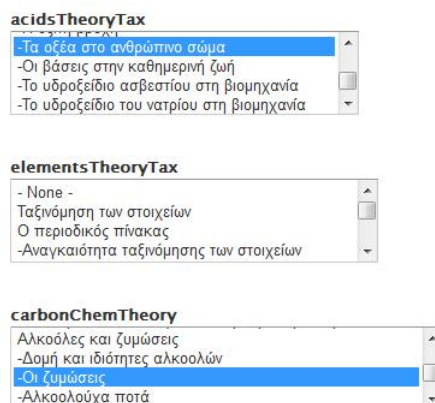 acidsTheoryTax
-Τα οξέα στο ανθρώπινο σώμα
-Οι βάσεις στην καθημερινή ζωή
-Το υδροξείδιο ασβεστίου στη βιομηχανία
-Το υδροξείδιο του νατρίου στη βιομηχανία
elementsTheoryTax
- None -
Ταξινόμηση των στοιχείων
Ο περιοδικός πίνακας
-Αναγκαιότητα ταξινόμησης των στοιχείων
carbonChemTheory
Αλκοόλες και ζυμώσεις
-Δομή και ιδιότητες αλκοολών
-Οι ζυμώσεις
-Αλκοολούχα ποτά